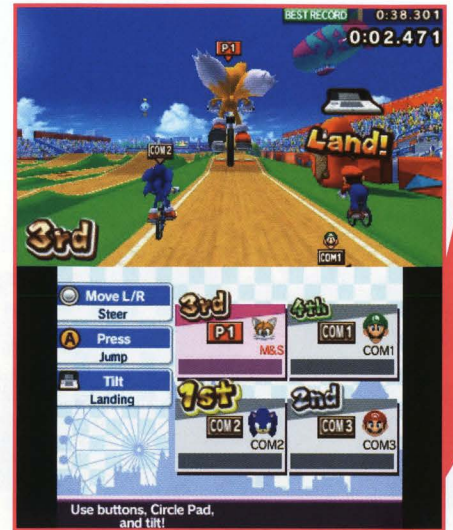 BEST RECORD 0:38.301
0:02.471
P1
Land!
COM2
3rd
COM1
Move L/R
Steer
A Press
Jump
Tilt
Landing
3rd
P1
M&S
4th
COM1
COM1
1st
COM2
COM2
2nd
COM3
COM3
Use buttons, Circle Pad,
and tilt!